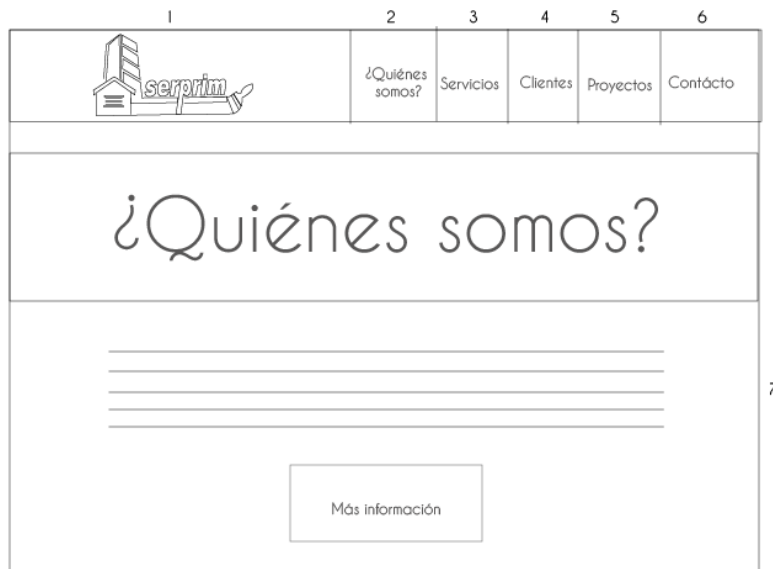 1 2 3 4 5 6
serprim
¿Quiénes
somos?
Servicios
Clientes
Proyectos
Contácto
¿Quiénes somos?
7
Más información